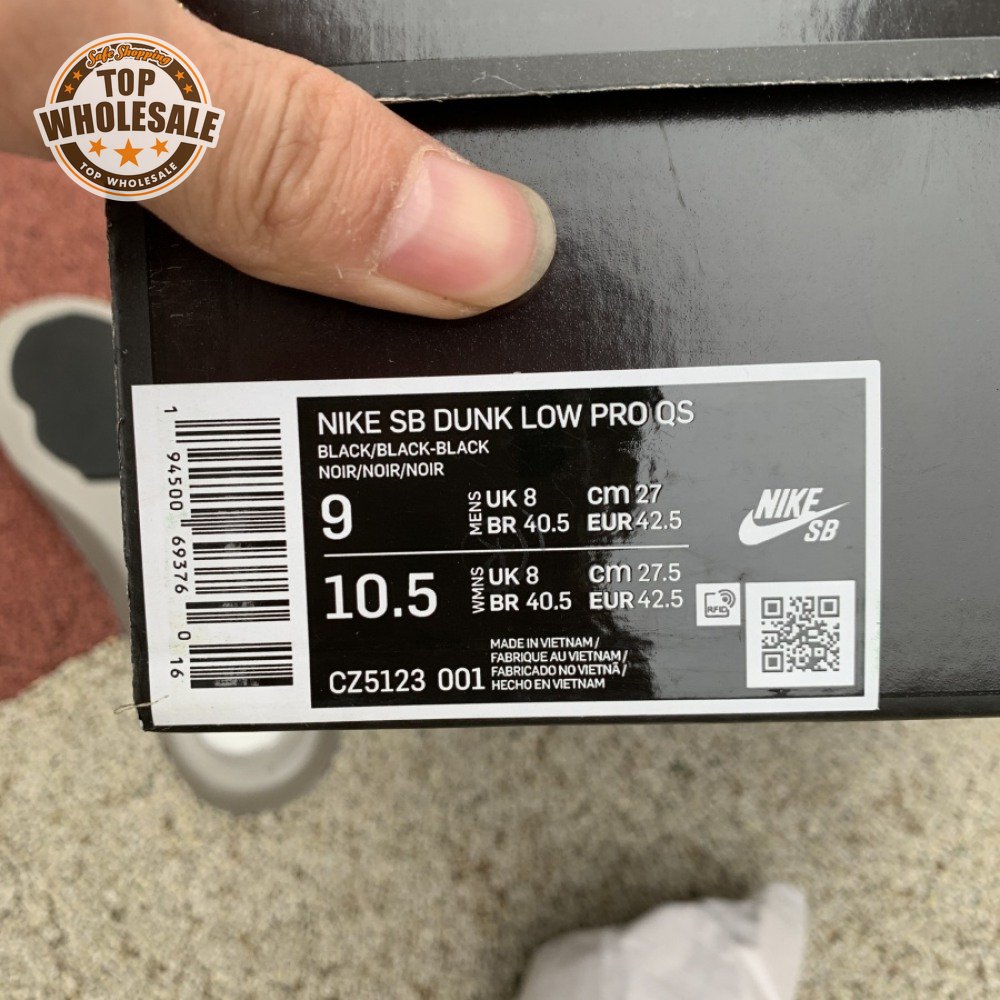 Safe Shopping
TOP
WHOLESALE
TOP WHOLESALE
NIKE SB DUNK LOW PRO QS
BLACK/BLACK-BLACK
NOIR/NOIR/NOIR
9
MENS
UK 8 cm 27
BR 40.5 EUR 42.5
10.5
WMNS
UK 8 cm 27.5
BR 40.5 EUR 42.5
CZ5123 001
MADE IN VIETNAM /
FABRIQUE AU VIETNAM /
FABRICADO NO VIETNÃ /
HECHO EN VIETNAM
NIKE
SB
RFID
1 94500 69376 0 16